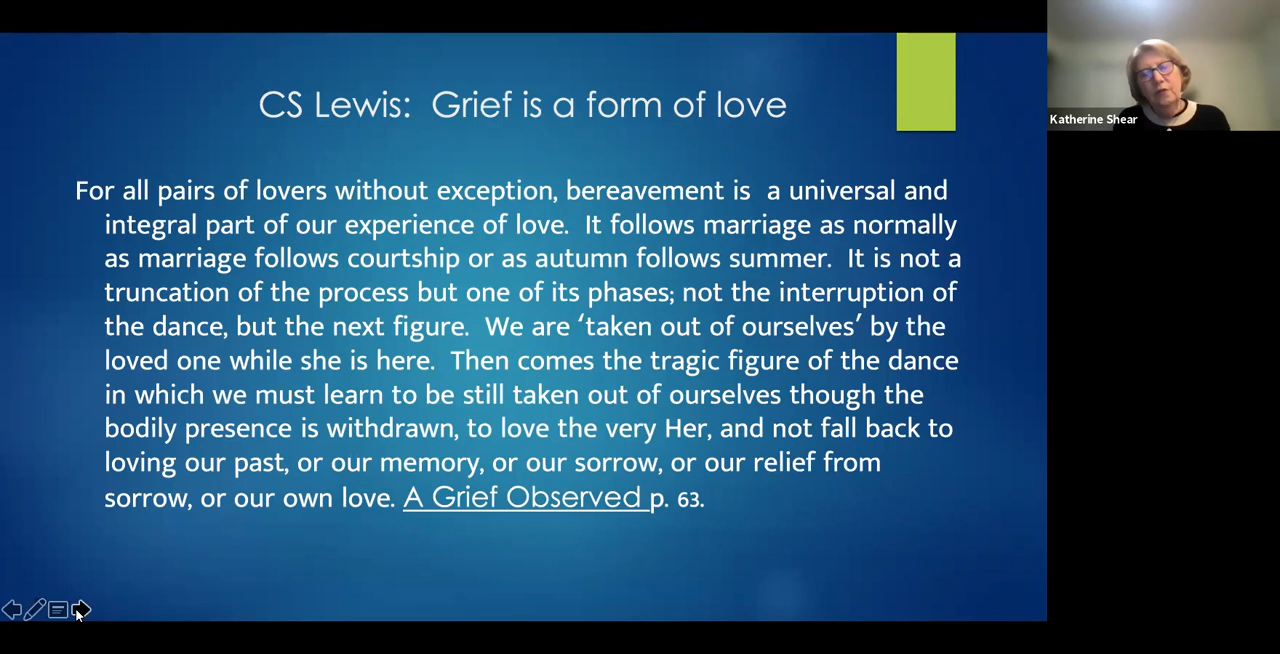 CS Lewis:  Grief is a form of love
For all pairs of lovers without exception, bereavement is  a universal and
integral part of our experience of love.  It follows marriage as normally
as marriage follows courtship or as autumn follows summer.  It is not a
truncation of the process but one of its phases; not the interruption of
the dance, but the next figure.  We are ‘taken out of ourselves’ by the
loved one while she is here.  Then comes the tragic figure of the dance
in which we must learn to be still taken out of ourselves though the
bodily presence is withdrawn, to love the very Her, and not fall back to
loving our past, or our memory, or our sorrow, or our relief from
sorrow, or our own love. A Grief Observed p. 63.
Katherine Shear